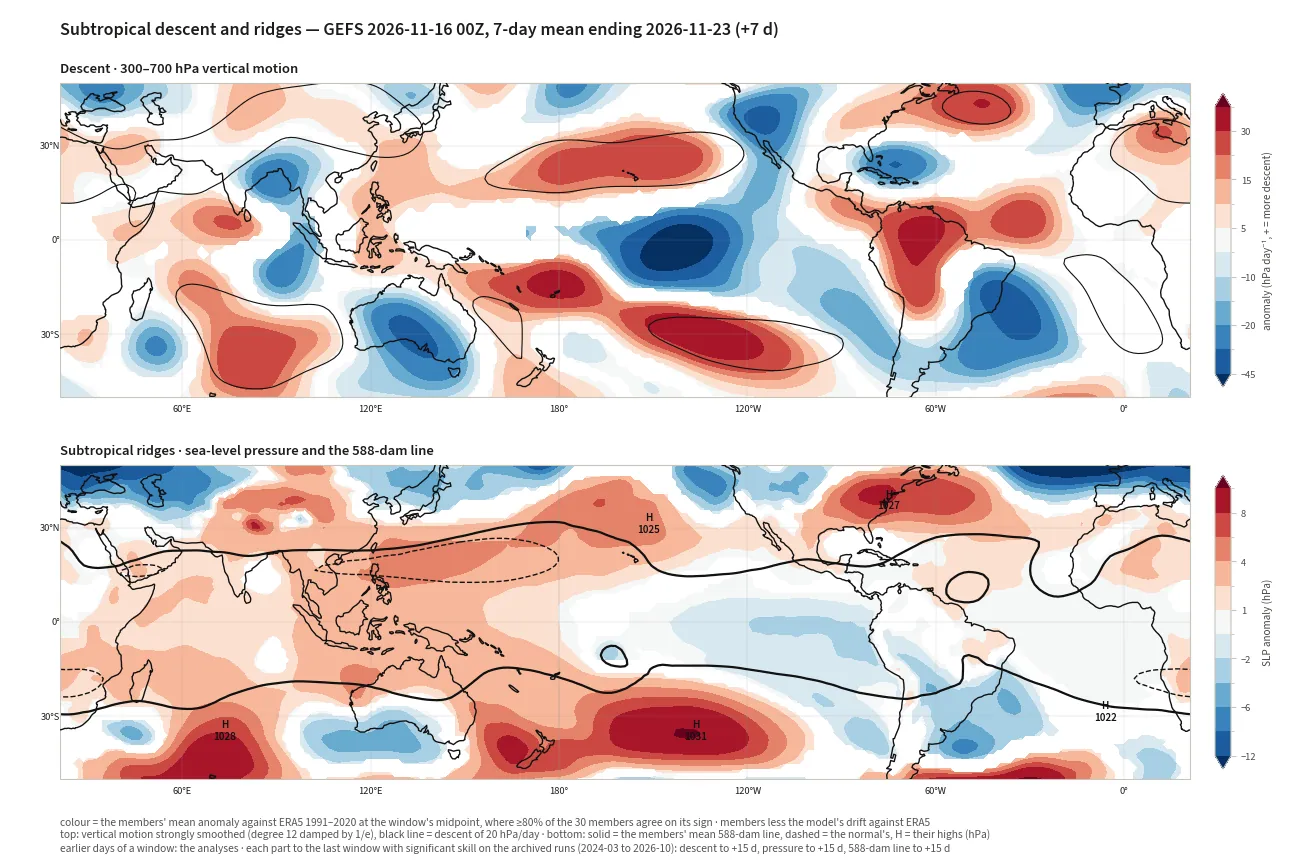 Subtropical descent and ridges — GEFS 2026-11-16 00Z, 7-day mean ending 2026-11-23 (+7 d)
Descent · 300–700 hPa vertical motion
30°N
0°
30°S
60°E
120°E
180°
120°W
60°W
0°
30
15
5
−10
−20
−45
anomaly (hPa day⁻¹, + = more descent)
Subtropical ridges · sea-level pressure and the 588-dam line
30°N
0°
30°S
H
1025
H
1027
H
1028
H
1031
H
1022
60°E
120°E
180°
120°W
60°W
0°
8
4
1
−2
−6
−12
SLP anomaly (hPa)
colour = the members' mean anomaly against ERA5 1991–2020 at the window's midpoint, where ≥80% of the 30 members agree on its sign · members less the model's drift against ERA5
top: vertical motion strongly smoothed (degree 12 damped by 1/e), black line = descent of 20 hPa/day · bottom: solid = the members' mean 588-dam line, dashed = the normal's, H = their highs (hPa)
earlier days of a window: the analyses · each part to the last window with significant skill on the archived runs (2024-03 to 2026-10): descent to +15 d, pressure to +15 d, 588-dam line to +15 d